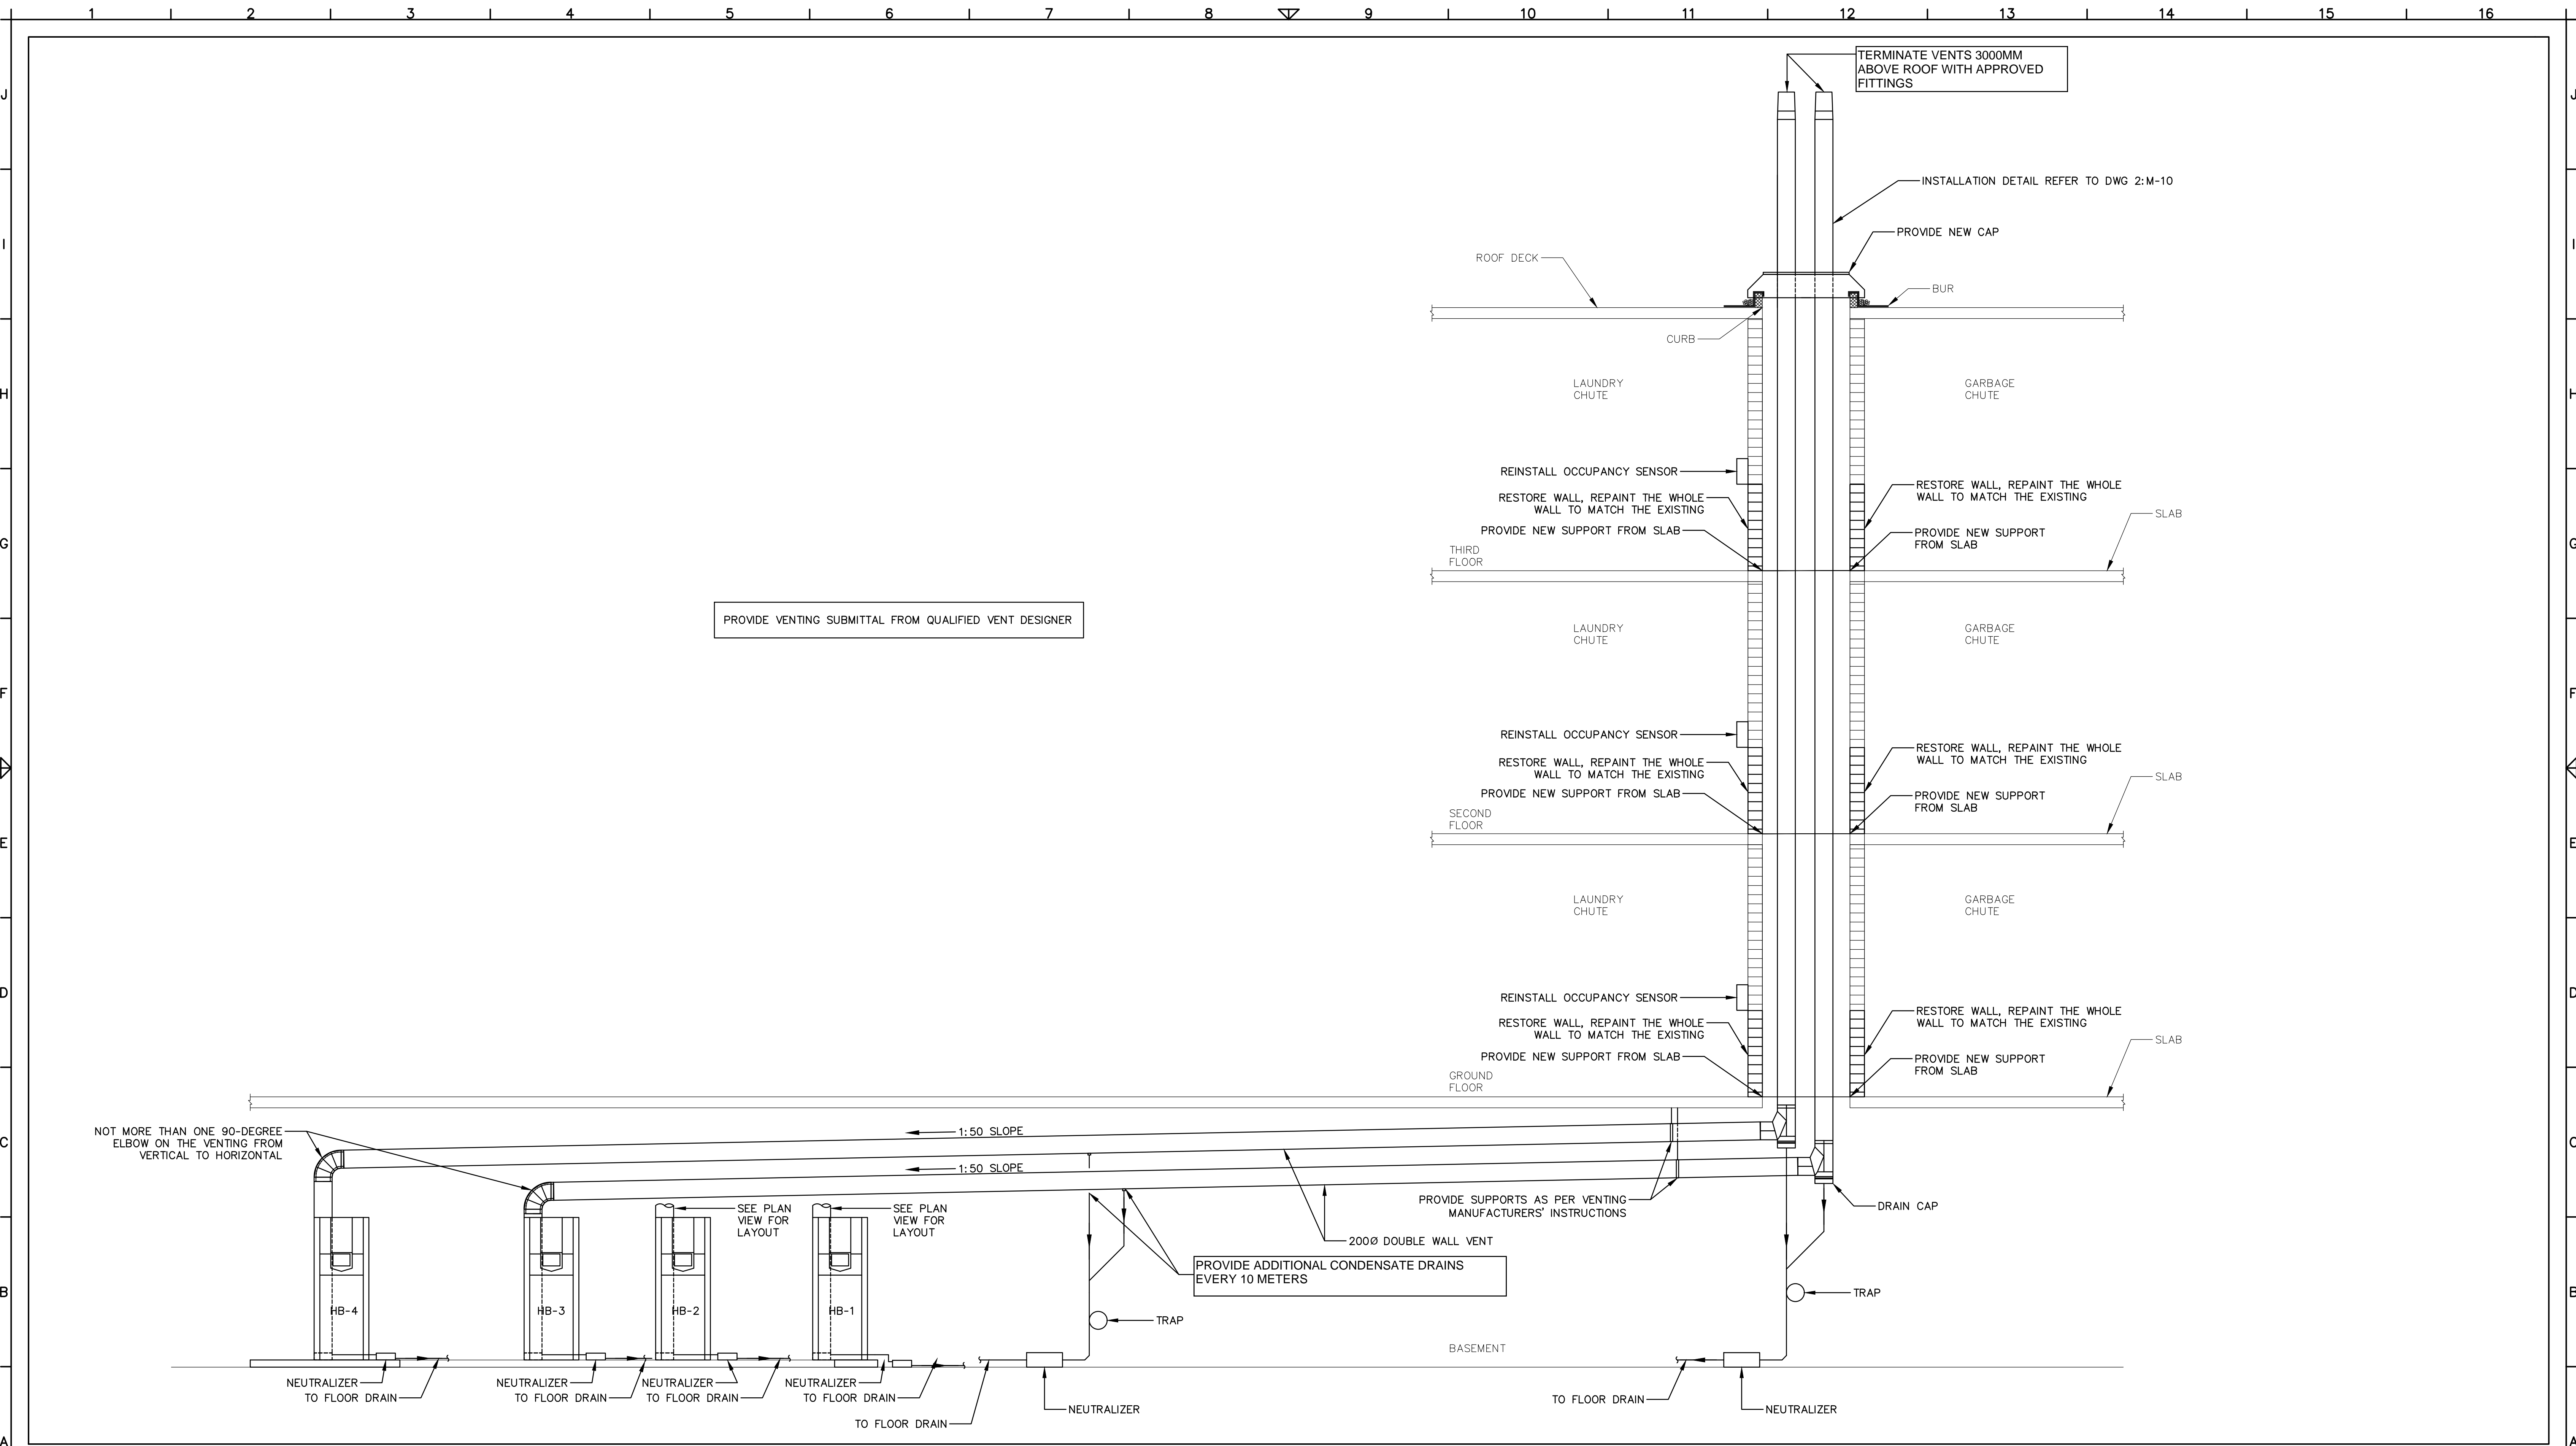 1 2 3 4 5 6 7 8 9 10 11 12 13 14 15 16
J
I
H
G
F
E
D
C
B
A
J
I
H
G
F
E
D
C
B
A
TERMINATE VENTS 3000MM
ABOVE ROOF WITH APPROVED
FITTINGS
INSTALLATION DETAIL REFER TO DWG 2:M-10
PROVIDE NEW CAP
ROOF DECK
BUR
CURB
LAUNDRY
CHUTE
GARBAGE
CHUTE
REINSTALL OCCUPANCY SENSOR
RESTORE WALL, REPAINT THE WHOLE
WALL TO MATCH THE EXISTING
PROVIDE NEW SUPPORT FROM SLAB
RESTORE WALL, REPAINT THE WHOLE
WALL TO MATCH THE EXISTING
SLAB
PROVIDE NEW SUPPORT
FROM SLAB
THIRD
FLOOR
PROVIDE VENTING SUBMITTAL FROM QUALIFIED VENT DESIGNER
LAUNDRY
CHUTE
GARBAGE
CHUTE
REINSTALL OCCUPANCY SENSOR
RESTORE WALL, REPAINT THE WHOLE
WALL TO MATCH THE EXISTING
PROVIDE NEW SUPPORT FROM SLAB
RESTORE WALL, REPAINT THE WHOLE
WALL TO MATCH THE EXISTING
SLAB
PROVIDE NEW SUPPORT
FROM SLAB
SECOND
FLOOR
LAUNDRY
CHUTE
GARBAGE
CHUTE
REINSTALL OCCUPANCY SENSOR
RESTORE WALL, REPAINT THE WHOLE
WALL TO MATCH THE EXISTING
PROVIDE NEW SUPPORT FROM SLAB
RESTORE WALL, REPAINT THE WHOLE
WALL TO MATCH THE EXISTING
SLAB
PROVIDE NEW SUPPORT
FROM SLAB
GROUND
FLOOR
NOT MORE THAN ONE 90-DEGREE
ELBOW ON THE VENTING FROM
VERTICAL TO HORIZONTAL
1:50 SLOPE
1:50 SLOPE
SEE PLAN
VIEW FOR
LAYOUT
SEE PLAN
VIEW FOR
LAYOUT
PROVIDE SUPPORTS AS PER VENTING
MANUFACTURERS' INSTRUCTIONS
DRAIN CAP
200Ø DOUBLE WALL VENT
PROVIDE ADDITIONAL CONDENSATE DRAINS
EVERY 10 METERS
HB-4
HB-3
HB-2
HB-1
TRAP
TRAP
BASEMENT
NEUTRALIZER
TO FLOOR DRAIN
NEUTRALIZER
TO FLOOR DRAIN
NEUTRALIZER
TO FLOOR DRAIN
NEUTRALIZER
TO FLOOR DRAIN
TO FLOOR DRAIN
NEUTRALIZER
TO FLOOR DRAIN
NEUTRALIZER